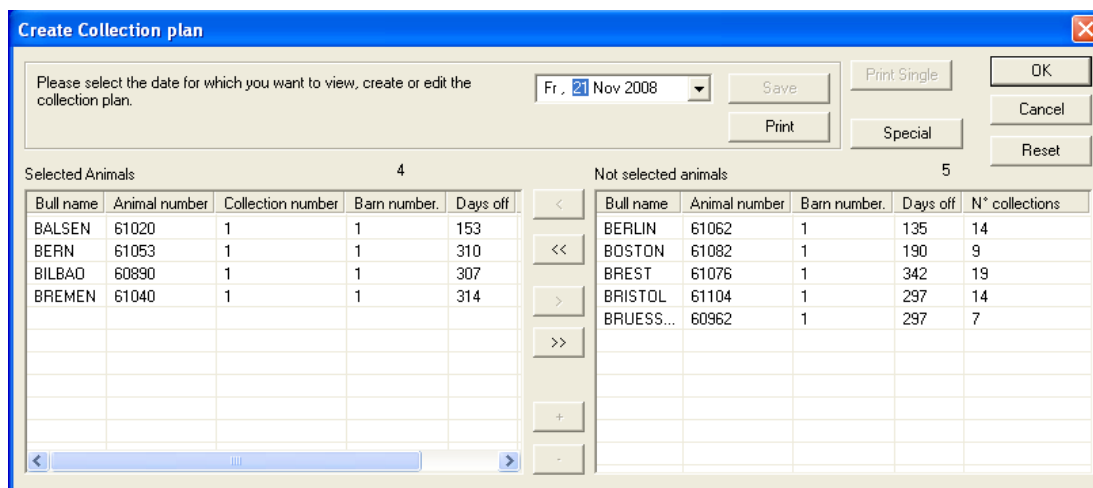 Create Collection plan
Please select the date for which you want to view, create or edit the
collection plan.
Fr , 21 Nov 2008
Save
Print
Print Single
Special
OK
Cancel
Reset
Selected Animals 4
Bull name Animal number Collection number Barn number. Days off
BALSEN 61020 1 1 153
BERN 61053 1 1 310
BILBAO 60890 1 1 307
BREMEN 61040 1 1 314
<
<<
>
>>
+
-
Not selected animals 5
Bull name Animal number Barn number. Days off N° collections
BERLIN 61062 1 135 14
BOSTON 61082 1 190 9
BREST 61076 1 342 19
BRISTOL 61104 1 297 14
BRUESS... 60962 1 297 7